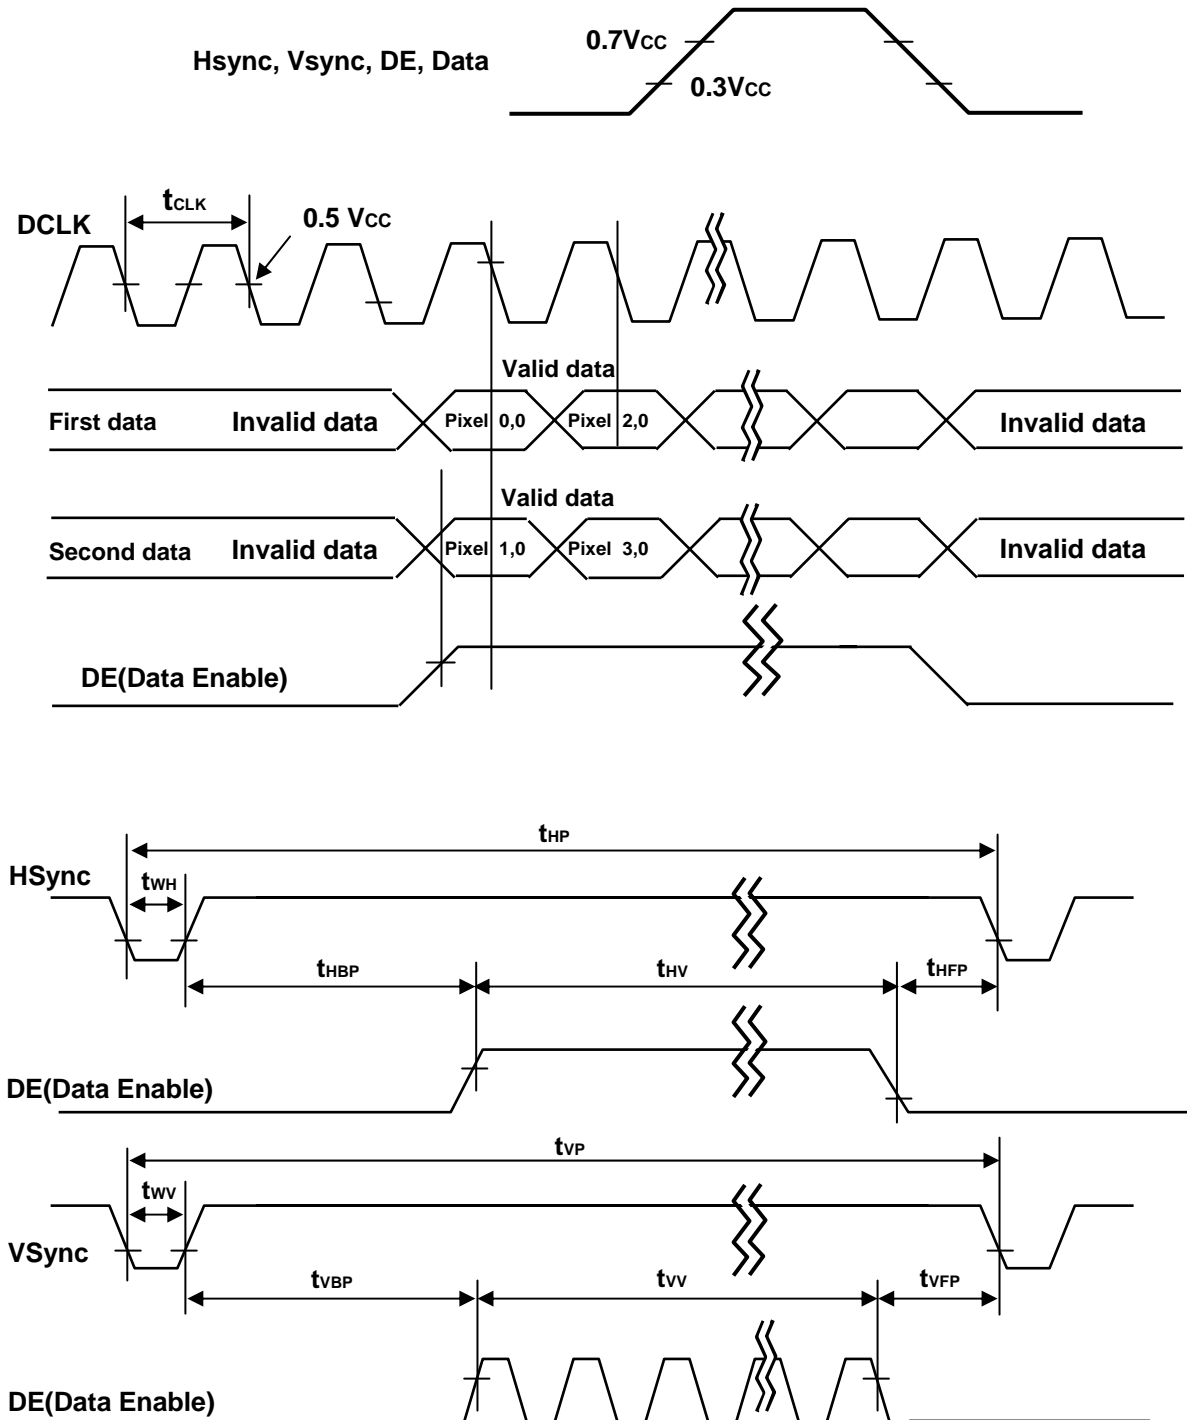 0.7VCC
Hsync, Vsync, DE, Data
0.3VCC
tCLK
DCLK
0.5 VCC
Valid data
First data Invalid data Pixel 0,0 Pixel 2,0 Invalid data
Valid data
Second data Invalid data Pixel 1,0 Pixel 3,0 Invalid data
DE(Data Enable)
tHP
HSync
tWH
tHBP tHV tHFP
DE(Data Enable)
tVP
tWV
VSync
tVBP tVV tVFP
DE(Data Enable)